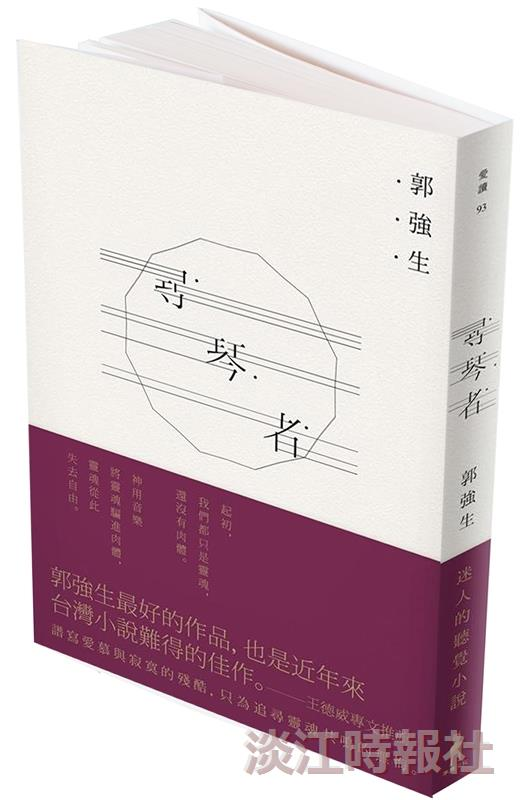 郭強生
尋琴者
起初，
我們都只是靈魂，
還沒有肉體。
神用音樂
將靈魂騙進肉體，
靈魂從此
失去自由。
郭強生最好的作品，也是近年來
台灣小說難得的佳作。——王德威專文推
譜寫愛慕與寂寞的殘酷，只為追尋靈魂共鳴的
愛讀 93
尋琴者
郭強生
迷人的聽覺小說
淡江時報社